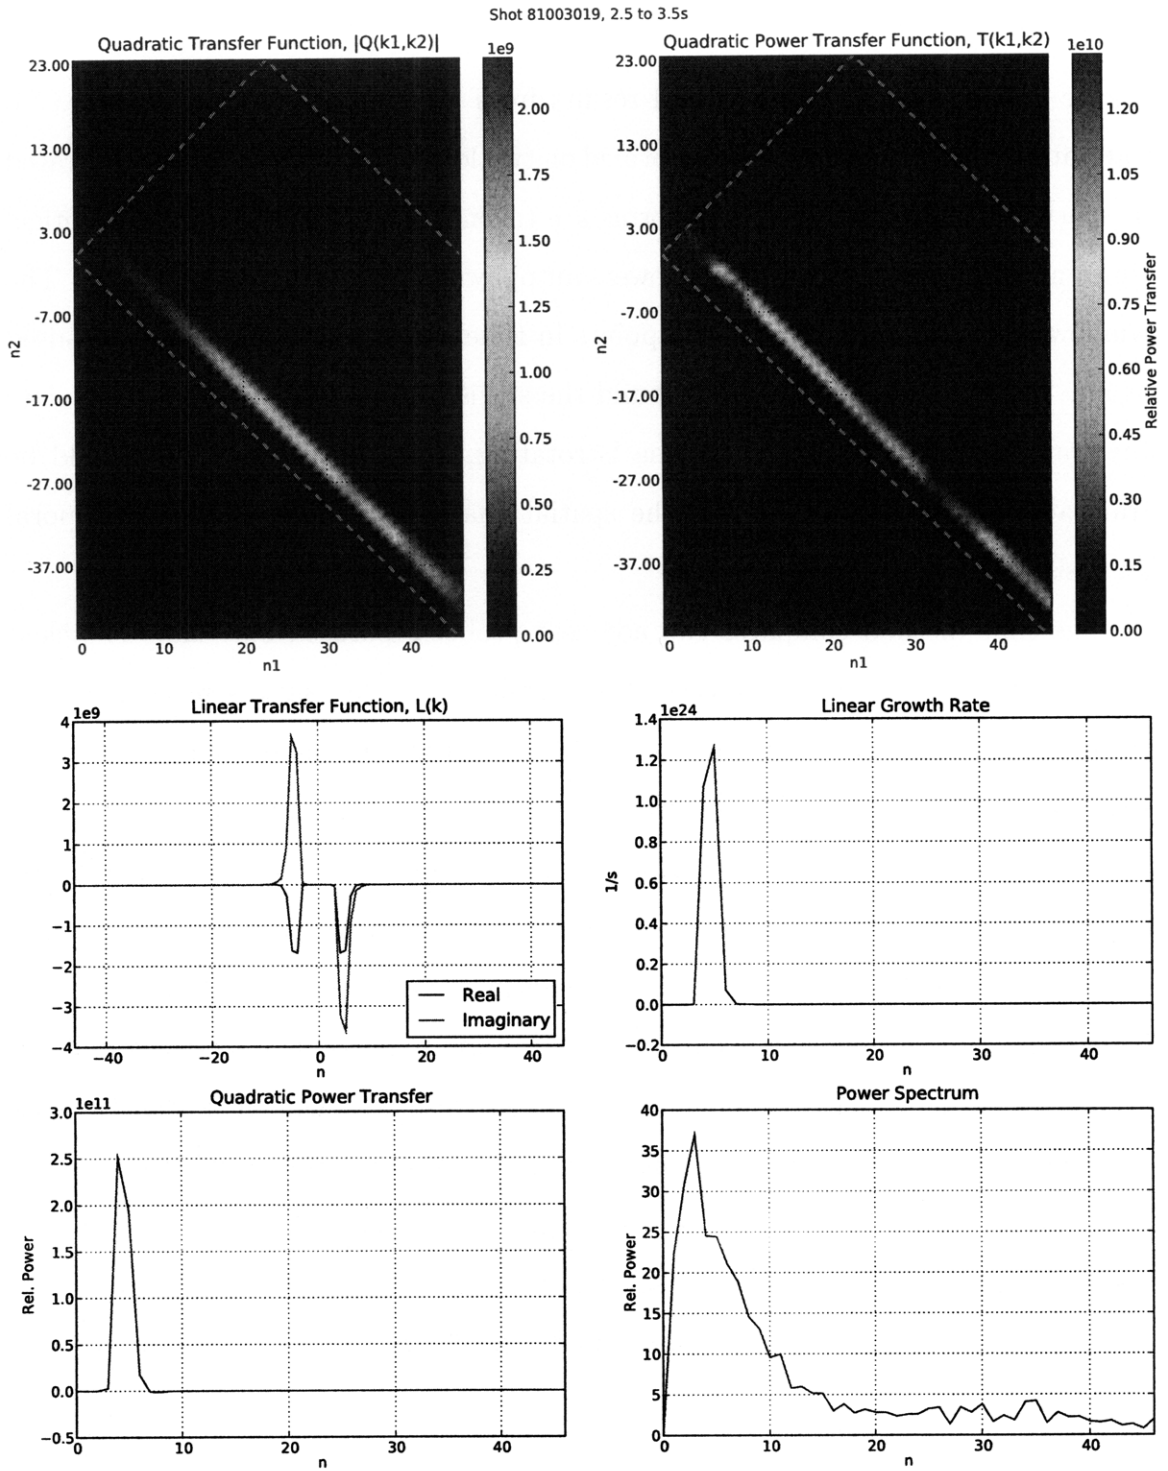 Shot 81003019, 2.5 to 3.5s
Quadratic Transfer Function, |Q(k1,k2)|
1e9
23.00
13.00
3.00
-7.00
-17.00
-27.00
-37.00
n2
0 10 20 30 40
n1
2.00
1.75
1.50
1.25
1.00
0.75
0.50
0.25
0.00
Quadratic Power Transfer Function, T(k1,k2)
1e10
23.00
13.00
3.00
-7.00
-17.00
-27.00
-37.00
n2
0 10 20 30 40
n1
1.20
1.05
0.90
0.75
0.60
0.45
0.30
0.15
0.00
Relative Power Transfer
Linear Transfer Function, L(k)
1e9
4
3
2
1
0
−1
−2
−3
−4
−40 −20 0 20 40
n
Real
Imaginary
Linear Growth Rate
1e24
1.4
1.2
1.0
0.8
0.6
0.4
0.2
0.0
−0.2
1/s
0 10 20 30 40
n
Quadratic Power Transfer
1e11
3.0
2.5
2.0
1.5
1.0
0.5
0.0
−0.5
Rel. Power
0 10 20 30 40
n
Power Spectrum
40
35
30
25
20
15
10
5
0
Rel. Power
0 10 20 30 40
n